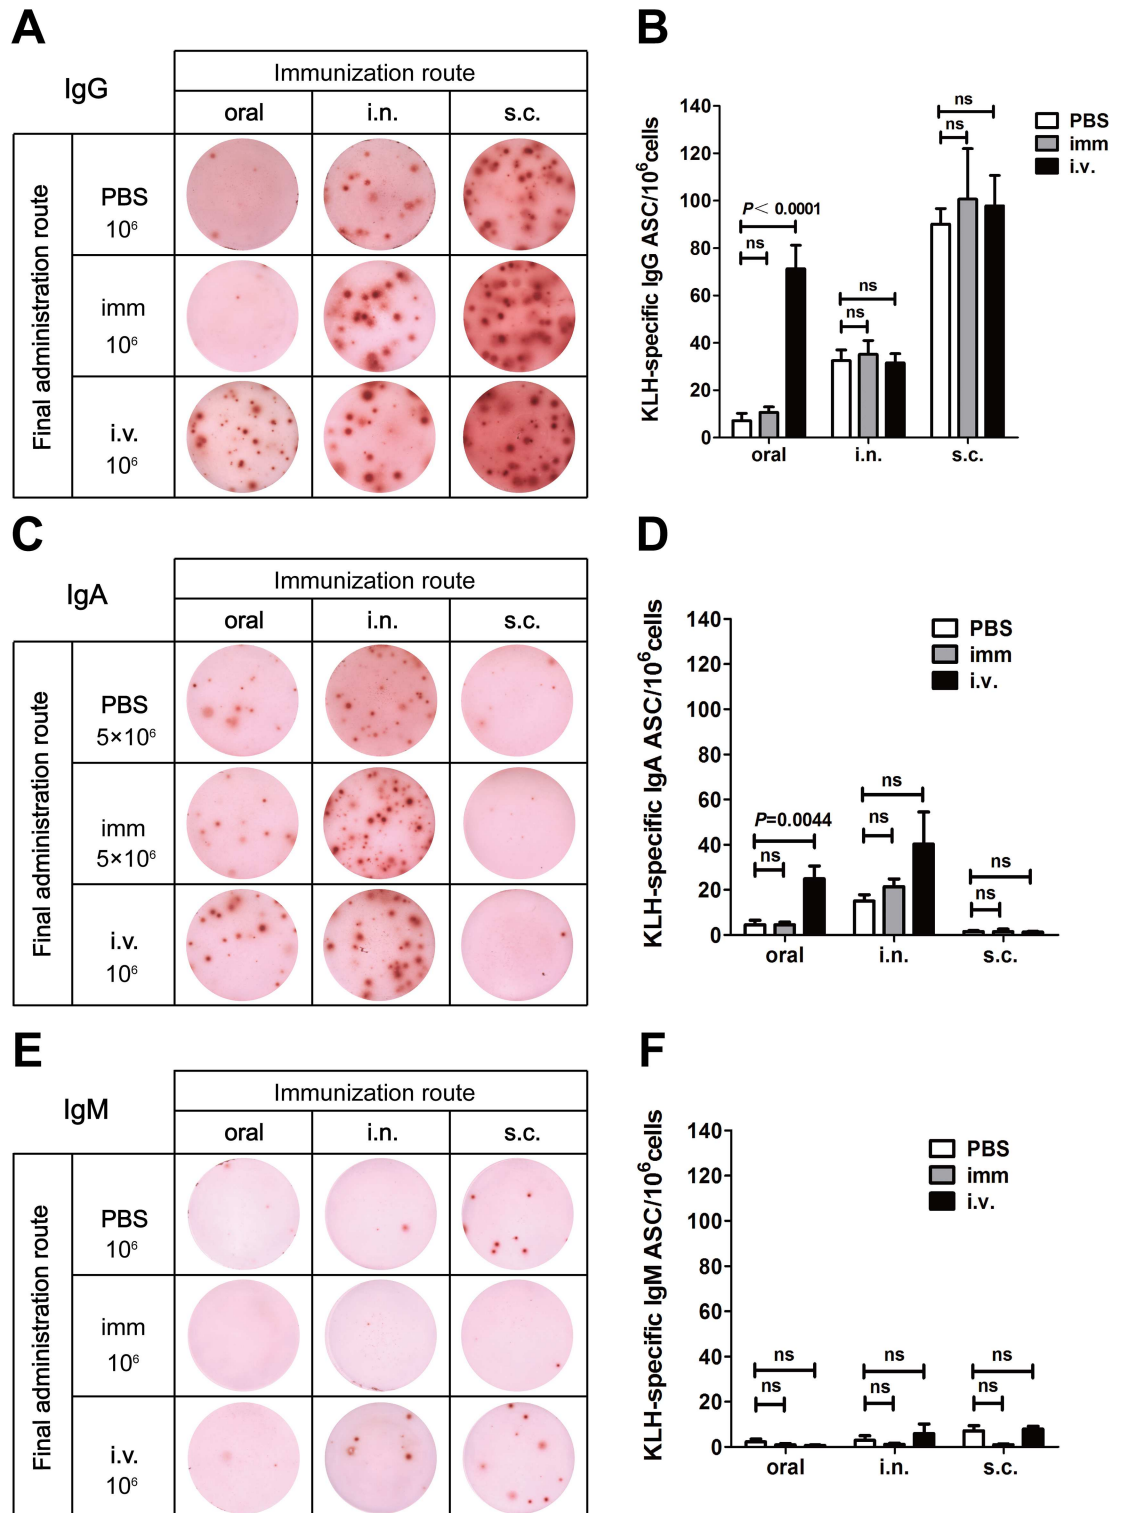 A
IgG
Immunization route
oral i.n. s.c.
Final administration route
PBS
10⁶
imm
10⁶
i.v.
10⁶
B
KLH-specific IgG ASC/10⁶cells
140
120
100
80
60
40
20
0
PBS
imm
i.v.
P< 0.0001
ns
ns
ns
ns
ns
oral i.n. s.c.
C
IgA
Immunization route
oral i.n. s.c.
Final administration route
PBS
5×10⁶
imm
5×10⁶
i.v.
10⁶
D
KLH-specific IgA ASC/10⁶cells
140
120
100
80
60
40
20
0
PBS
imm
i.v.
P=0.0044
ns
ns
ns
ns
ns
oral i.n. s.c.
E
IgM
Immunization route
oral i.n. s.c.
Final administration route
PBS
10⁶
imm
10⁶
i.v.
10⁶
F
KLH-specific IgM ASC/10⁶cells
140
120
100
80
60
40
20
0
PBS
imm
i.v.
ns
ns
ns
ns
ns
ns
oral i.n. s.c.